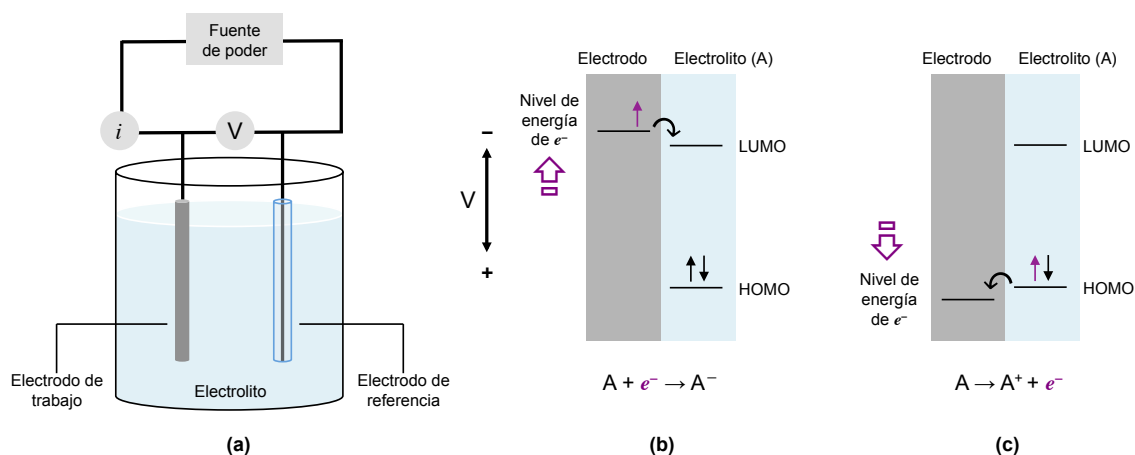 Fuente
de poder
i
V
Electrodo de
trabajo
Electrolito
Electrodo de
referencia
(a)
V
−
+
Electrodo
Electrolito (A)
Nivel de
energía
de e⁻
LUMO
HOMO
A + e⁻ → A⁻
(b)
Electrodo
Electrolito (A)
LUMO
HOMO
Nivel de
energía
de e⁻
A → A⁺ + e⁻
(c)